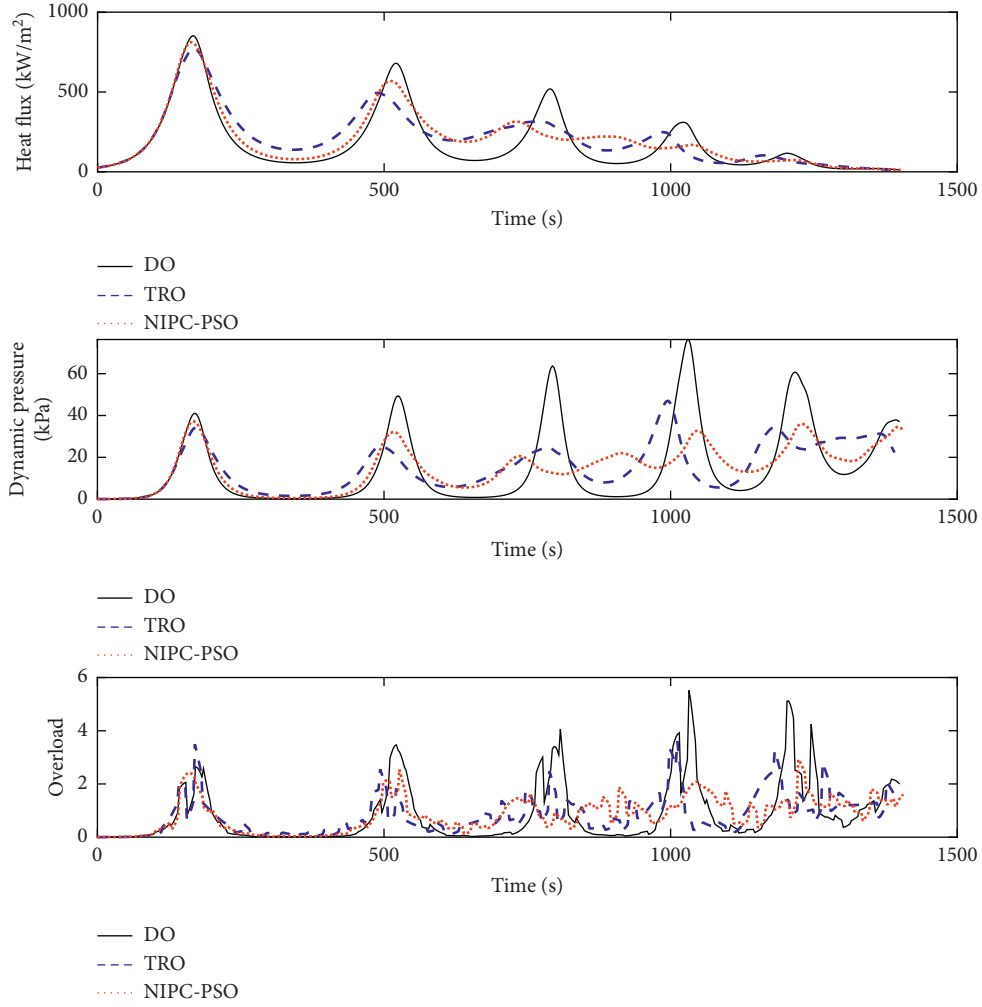 Heat flux (kW/m²)
1000
500
0
0
500
1000
1500
Time (s)
DO
TRO
NIPC-PSO
Dynamic pressure
(kPa)
60
40
20
0
0
500
1000
1500
Time (s)
DO
TRO
NIPC-PSO
Overload
6
4
2
0
0
500
1000
1500
Time (s)
DO
TRO
NIPC-PSO